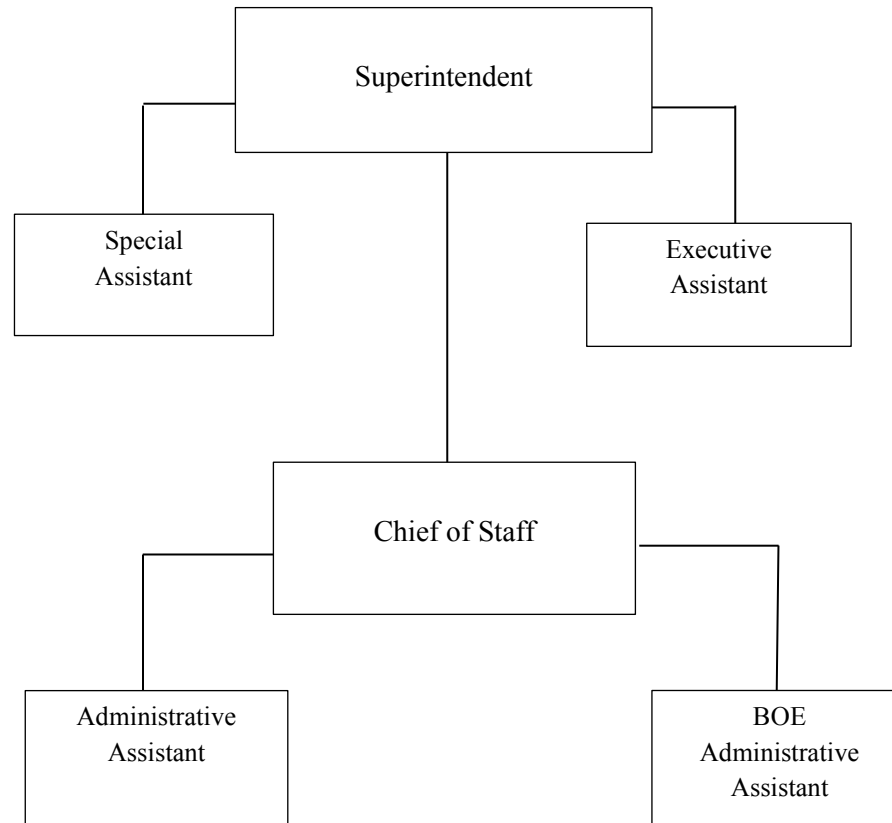 Superintendent
Special
Assistant
Executive
Assistant
Chief of Staff
Administrative
Assistant
BOE
Administrative
Assistant